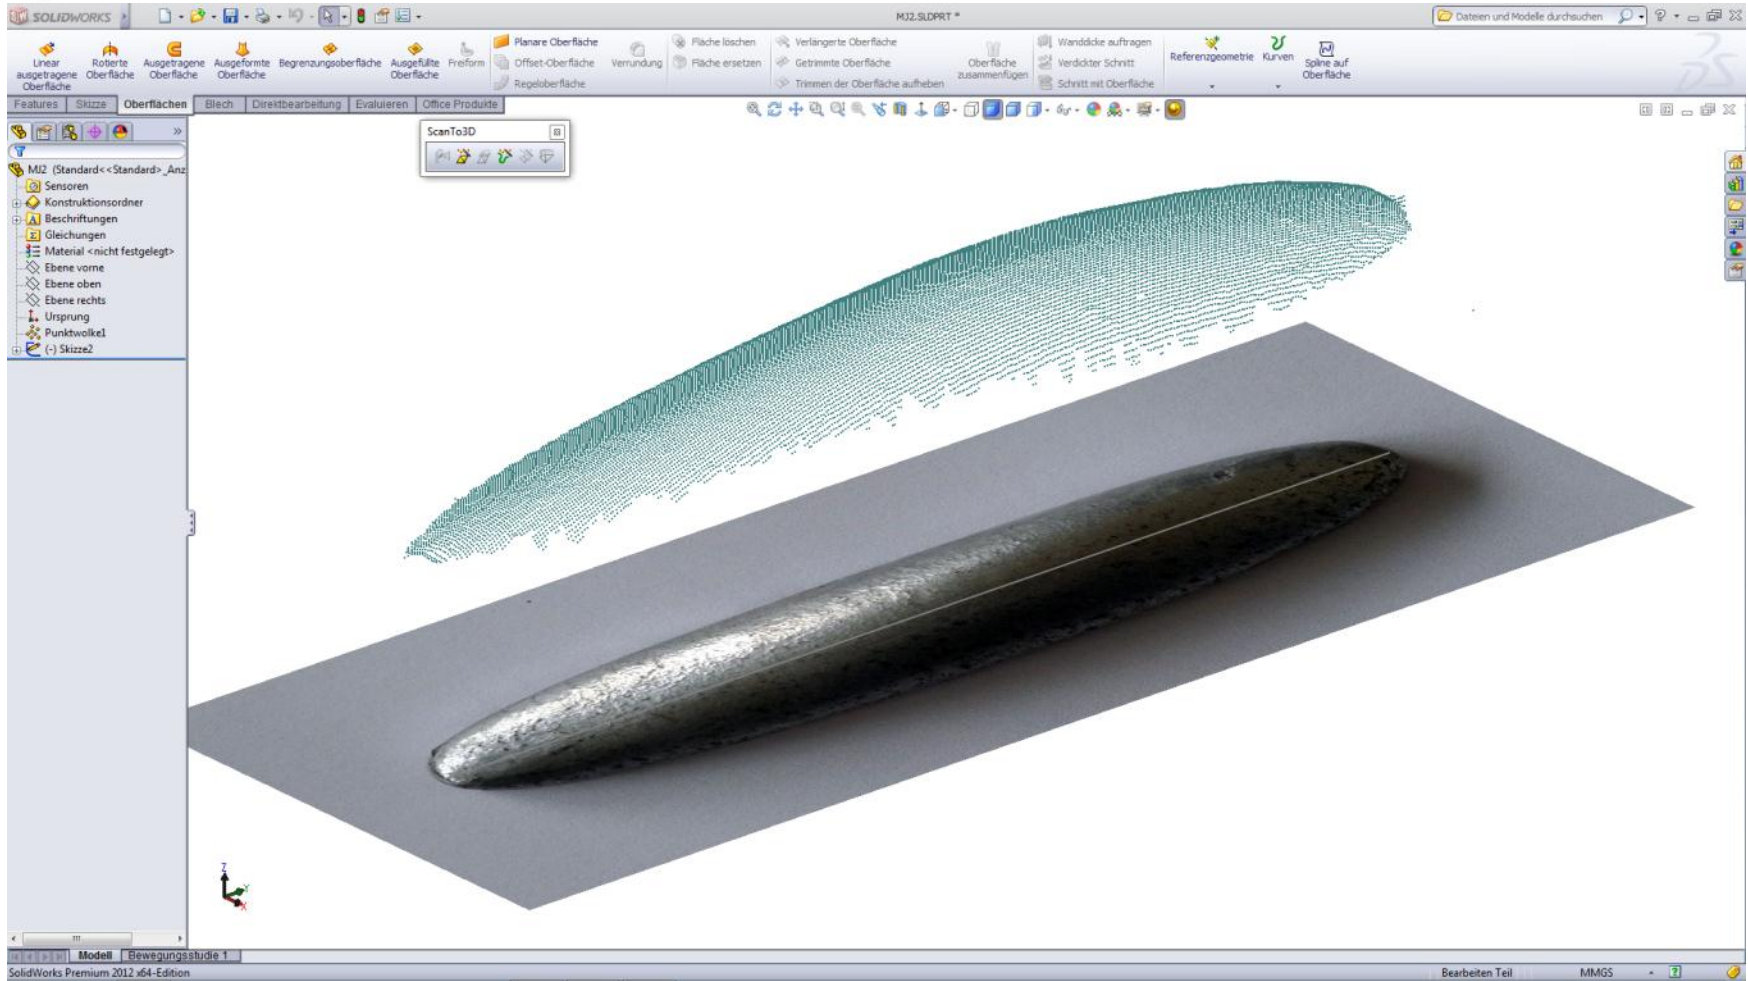 SOLIDWORKS
MJ2.SLDPRT *
Dateien und Modelle durchsuchen
Linear ausgetragene Oberfläche
Rotierte Oberfläche
Ausgetragene Oberfläche
Ausgeformte Oberfläche
Begrenzungsoberfläche
Ausgefüllte Oberfläche
Freiform
Planare Oberfläche
Offset-Oberfläche
Regeloberfläche
Verrundung
Fläche löschen
Fläche ersetzen
Verlängerte Oberfläche
Getrimmte Oberfläche
Trimmen der Oberfläche aufheben
Oberfläche zusammenfügen
Wanddicke auftragen
Verdickter Schnitt
Schnitt mit Oberfläche
Referenzgeometrie
Kurven
Spline auf Oberfläche
Features Skizze Oberflächen Blech Direktbearbeitung Evaluieren Office Produkte
ScanTo3D
MJ2 (Standard<<Standard>_Anz
Sensoren
Konstruktionsordner
Beschriftungen
Gleichungen
Material <nicht festgelegt>
Ebene vorne
Ebene oben
Ebene rechts
Ursprung
Punktwolke1
(-) Skizze2
Z
Y
X
Modell Bewegungsstudie 1
SolidWorks Premium 2012 x64-Edition
Bearbeiten Teil
MMGS